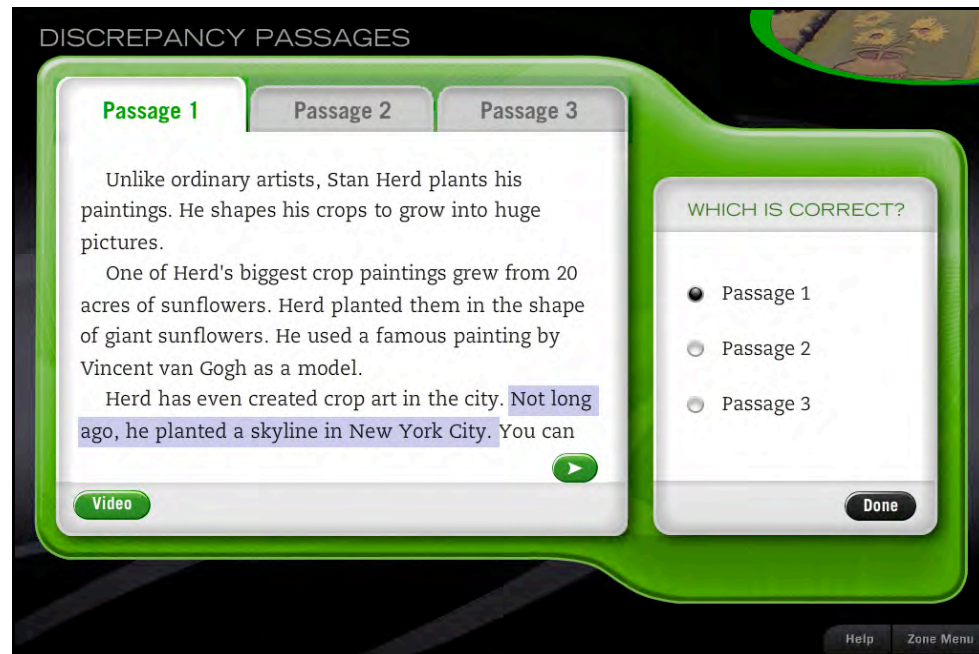 DISCREPANCY PASSAGES
Passage 1
Passage 2
Passage 3
Unlike ordinary artists, Stan Herd plants his
paintings. He shapes his crops to grow into huge
pictures.
One of Herd's biggest crop paintings grew from 20
acres of sunflowers. Herd planted them in the shape
of giant sunflowers. He used a famous painting by
Vincent van Gogh as a model.
Herd has even created crop art in the city. Not long
ago, he planted a skyline in New York City. You can
Video
WHICH IS CORRECT?
Passage 1
Passage 2
Passage 3
Done
Help
Zone Menu